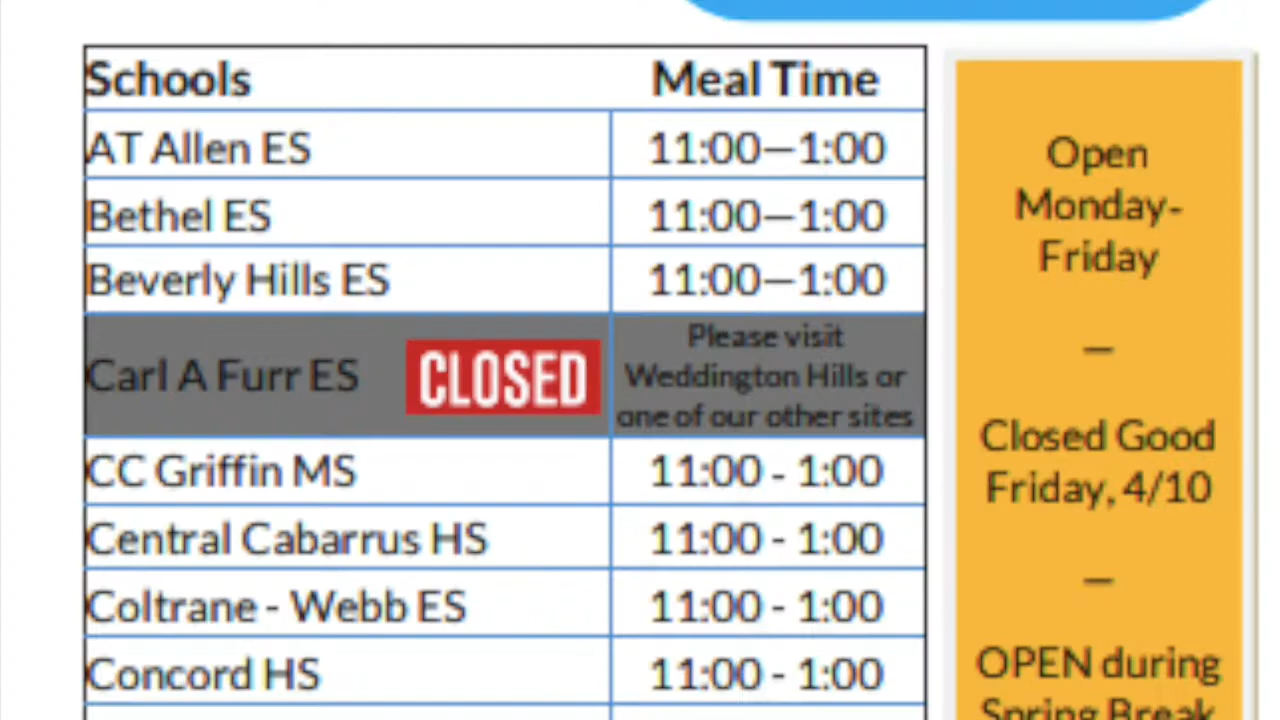 Schools Meal Time
AT Allen ES 11:00—1:00
Bethel ES 11:00—1:00
Beverly Hills ES 11:00—1:00
Carl A Furr ES CLOSED
Please visit
Weddington Hills or
one of our other sites
CC Griffin MS 11:00 - 1:00
Central Cabarrus HS 11:00 - 1:00
Coltrane - Webb ES 11:00 - 1:00
Concord HS 11:00 - 1:00
Open
Monday-
Friday
—
Closed Good
Friday, 4/10
—
OPEN during
Spring Break